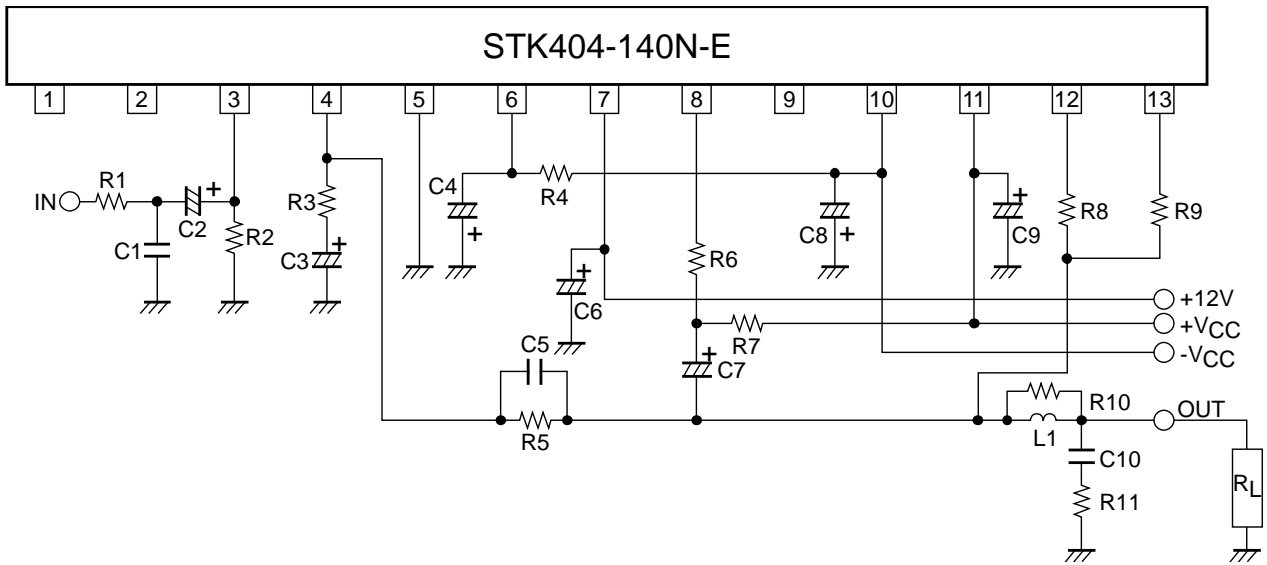 STK404-140N-E
1 2 3 4 5 6 7 8 9 10 11 12 13
IN
R1
C1
C2
+
R2
R3
C3
+
C4
+
R4
C8
+
C9
+
R8
R9
C6
+
R6
R7
C7
+
+12V
+VCC
-VCC
C5
R5
R10
L1
OUT
C10
R11
RL